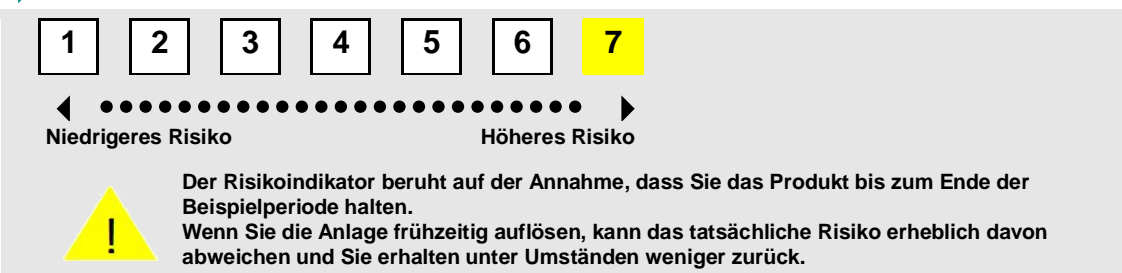 1 2 3 4 5 6 7
Niedrigeres Risiko Höheres Risiko
Der Risikoindikator beruht auf der Annahme, dass Sie das Produkt bis zum Ende der
Beispielperiode halten.
Wenn Sie die Anlage frühzeitig auflösen, kann das tatsächliche Risiko erheblich davon
abweichen und Sie erhalten unter Umständen weniger zurück.
!